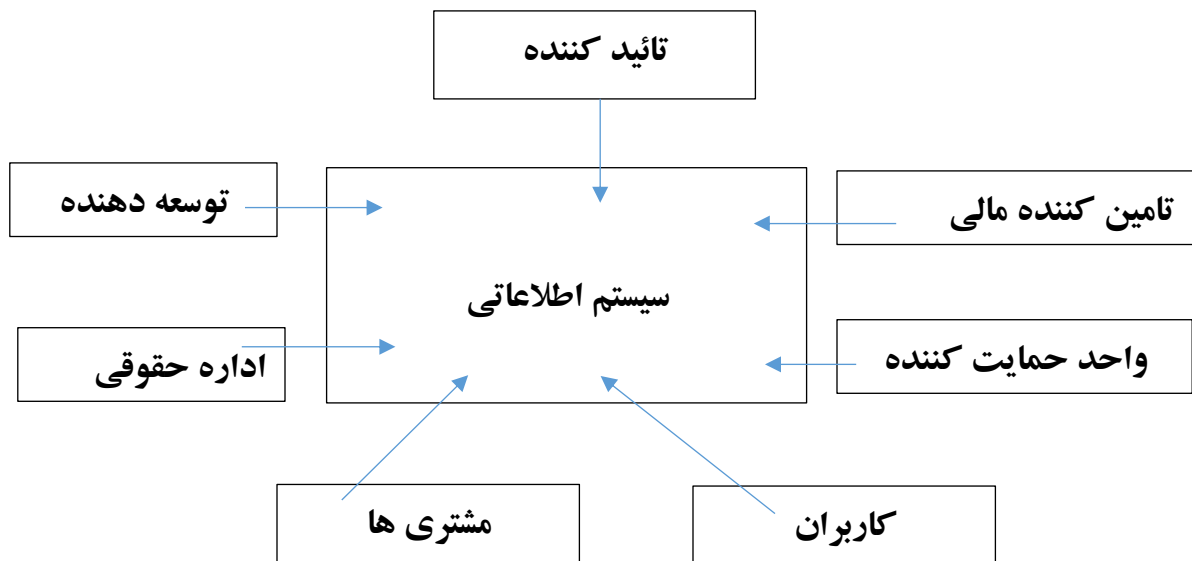 تائید کننده
تامین کننده مالی
توسعه دهنده
سیستم اطلاعاتی
واحد حمایت کننده
اداره حقوقی
کاربران
مشتری ها